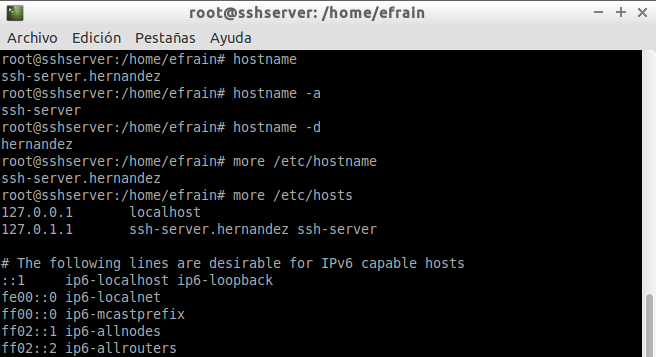 root@sshserver: /home/efrain
Archivo Edición Pestañas Ayuda
root@sshserver:/home/efrain# hostname
ssh-server.hernandez
root@sshserver:/home/efrain# hostname -a
ssh-server
root@sshserver:/home/efrain# hostname -d
hernandez
root@sshserver:/home/efrain# more /etc/hostname
ssh-server.hernandez
root@sshserver:/home/efrain# more /etc/hosts
127.0.0.1       localhost
127.0.1.1       ssh-server.hernandez ssh-server

# The following lines are desirable for IPv6 capable hosts
::1     ip6-localhost ip6-loopback
fe00::0 ip6-localnet
ff00::0 ip6-mcastprefix
ff02::1 ip6-allnodes
ff02::2 ip6-allrouters